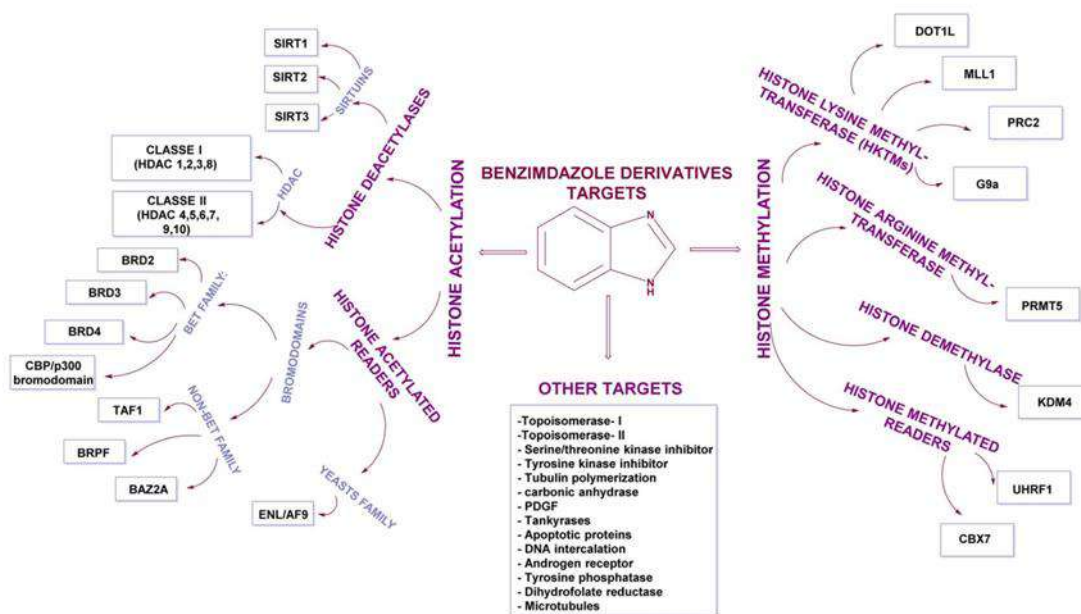 BENZIMDAZOLE DERIVATIVES
TARGETS
N
N
H
HISTONE ACETYLATION
HISTONE DEACETYLASES
SIRTUINS
SIRT1
SIRT2
SIRT3
HDAC
CLASSE I
(HDAC 1,2,3,8)
CLASSE II
(HDAC 4,5,6,7,
9,10)
HISTONE ACETYLATED
READERS
BROMODOMAINS
BET FAMILY:
BRD2
BRD3
BRD4
CBP/p300
bromodomain
NON-BET FAMILY
TAF1
BRPF
BAZ2A
YEASTS FAMILY
ENL/AF9
OTHER TARGETS
-Topoisomerase- I
-Topoisomerase- II
- Serine/threonine kinase inhibitor
- Tyrosine kinase inhibitor
- Tubulin polymerization
- carbonic anhydrase
- PDGF
- Tankyrases
- Apoptotic proteins
- DNA intercalation
- Androgen receptor
- Tyrosine phosphatase
- Dihydrofolate reductase
- Microtubules
HISTONE METHYLATION
HISTONE LYSINE METHYL-
TRANSFERASE (HKTMs)
DOT1L
MLL1
PRC2
G9a
HISTONE ARGININE METHYL-
TRANSFERASE
PRMT5
HISTONE DEMETHYLASE
KDM4
HISTONE METHYLATED
READERS
UHRF1
CBX7